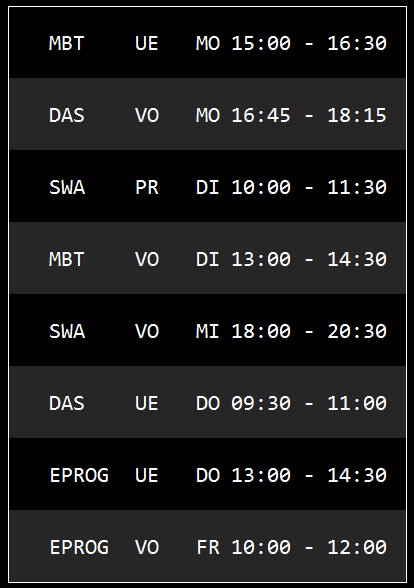 MBT UE MO 15:00 - 16:30
DAS VO MO 16:45 - 18:15
SWA PR DI 10:00 - 11:30
MBT VO DI 13:00 - 14:30
SWA VO MI 18:00 - 20:30
DAS UE DO 09:30 - 11:00
EPROG UE DO 13:00 - 14:30
EPROG VO FR 10:00 - 12:00